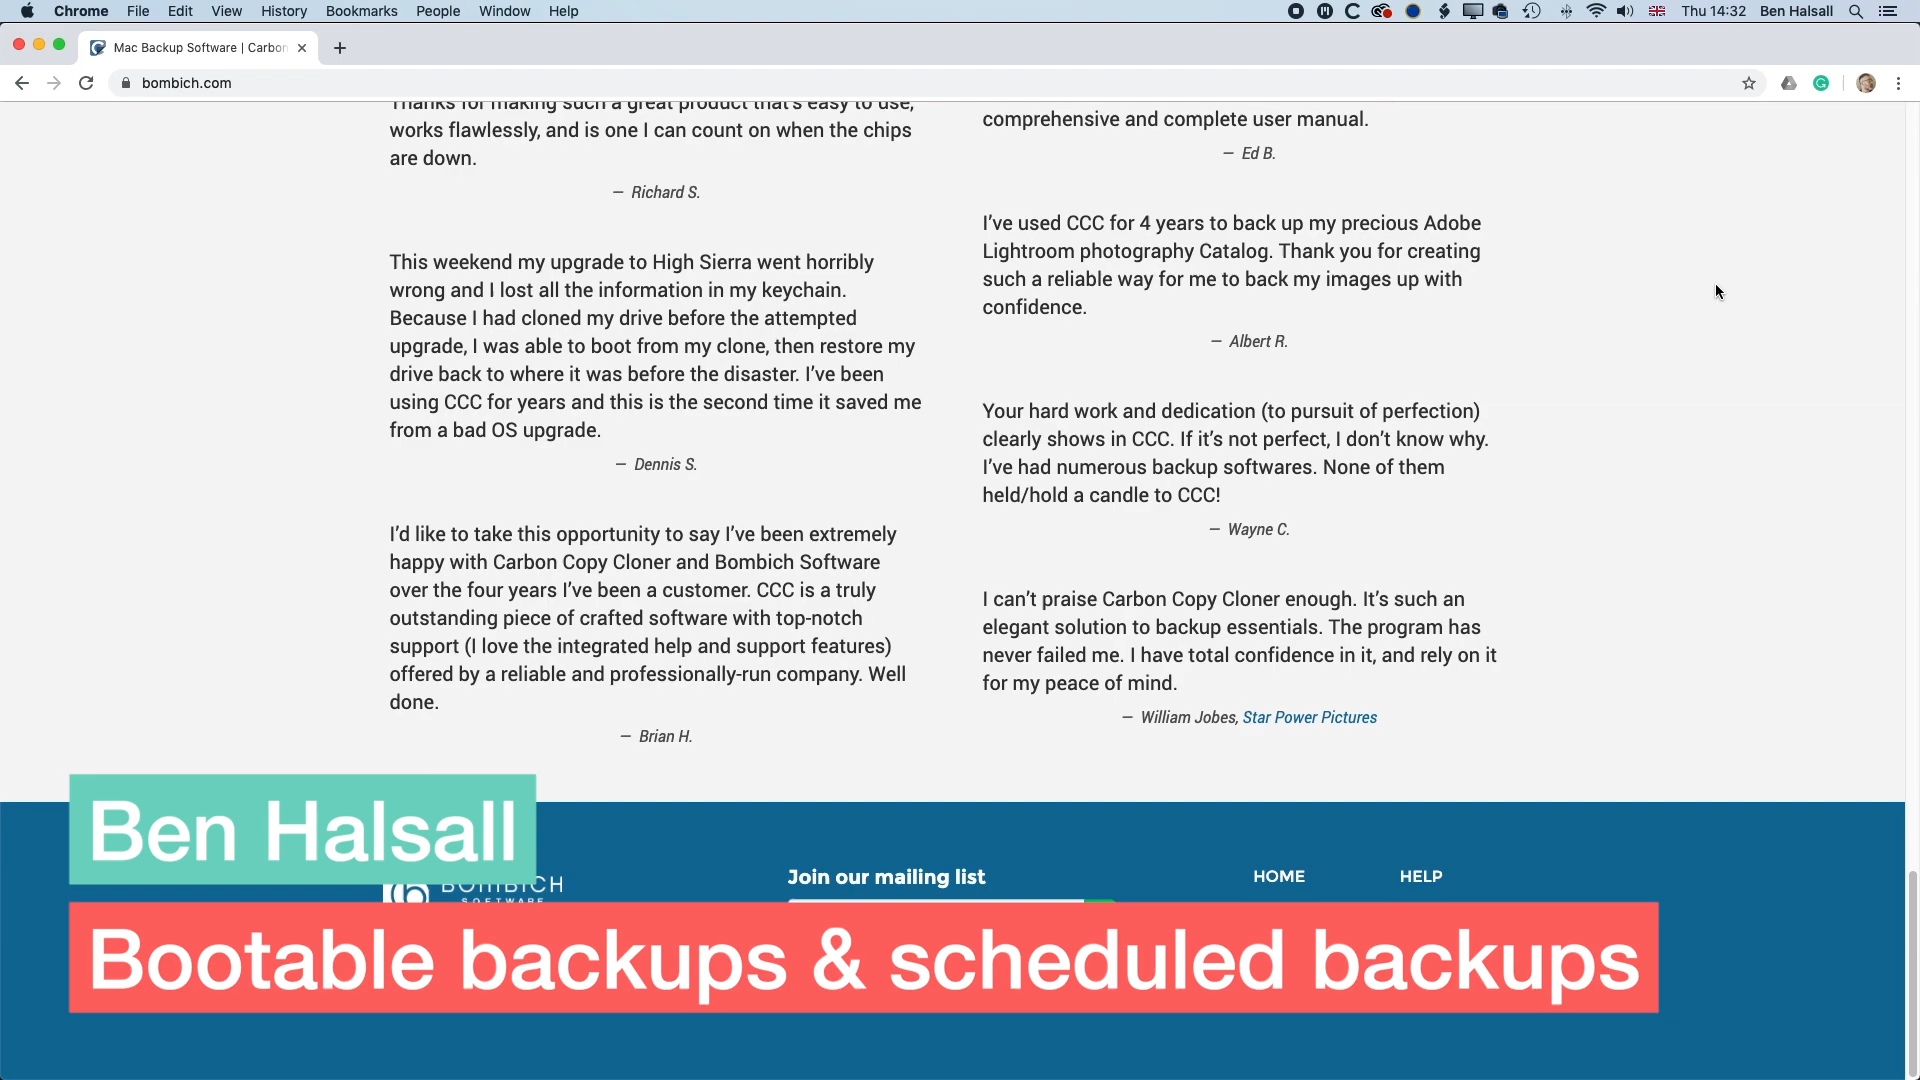 Chrome File Edit View History Bookmarks People Window Help Thu 14:32 Ben Halsall
Mac Backup Software | Carbon
bombich.com
Thanks for making such a great product that's easy to use,
works flawlessly, and is one I can count on when the chips
are down.
— Richard S.
This weekend my upgrade to High Sierra went horribly
wrong and I lost all the information in my keychain.
Because I had cloned my drive before the attempted
upgrade, I was able to boot from my clone, then restore my
drive back to where it was before the disaster. I've been
using CCC for years and this is the second time it saved me
from a bad OS upgrade.
— Dennis S.
I'd like to take this opportunity to say I've been extremely
happy with Carbon Copy Cloner and Bombich Software
over the four years I've been a customer. CCC is a truly
outstanding piece of crafted software with top-notch
support (I love the integrated help and support features)
offered by a reliable and professionally-run company. Well
done.
— Brian H.
comprehensive and complete user manual.
— Ed B.
I've used CCC for 4 years to back up my precious Adobe
Lightroom photography Catalog. Thank you for creating
such a reliable way for me to back my images up with
confidence.
— Albert R.
Your hard work and dedication (to pursuit of perfection)
clearly shows in CCC. If it's not perfect, I don't know why.
I've had numerous backup softwares. None of them
held/hold a candle to CCC!
— Wayne C.
I can't praise Carbon Copy Cloner enough. It's such an
elegant solution to backup essentials. The program has
never failed me. I have total confidence in it, and rely on it
for my peace of mind.
— William Jobes, Star Power Pictures
Ben Halsall
BOMBICH
SOFTWARE
Join our mailing list
HOME
HELP
Bootable backups & scheduled backups